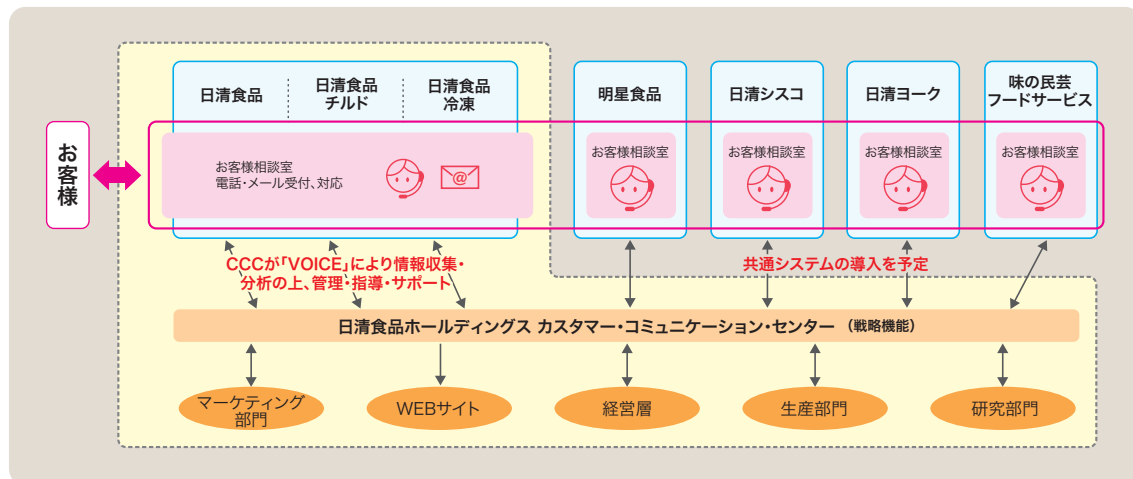 お客様
日清食品
日清食品
チルド
日清食品
冷凍
明星食品
日清シスコ
日清ヨーク
味の民芸
フードサービス
お客様相談室
電話・メール受付、対応
@
お客様相談室
お客様相談室
お客様相談室
お客様相談室
CCCが「VOICE」により情報収集・
分析の上、管理・指導・サポート
共通システムの導入を予定
日清食品ホールディングス カスタマー・コミュニケーション・センター （戦略機能）
マーケティング
部門
WEBサイト
経営層
生産部門
研究部門